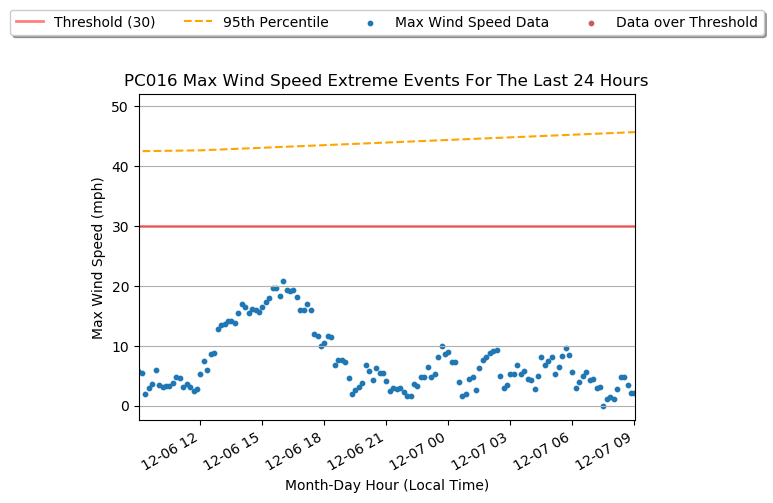 Threshold (30) 95th Percentile Max Wind Speed Data Data over Threshold
PC016 Max Wind Speed Extreme Events For The Last 24 Hours
50
40
30
20
10
0
Max Wind Speed (mph)
12-06 12 12-06 15 12-06 18 12-06 21 12-07 00 12-07 03 12-07 06 12-07 09
Month-Day Hour (Local Time)